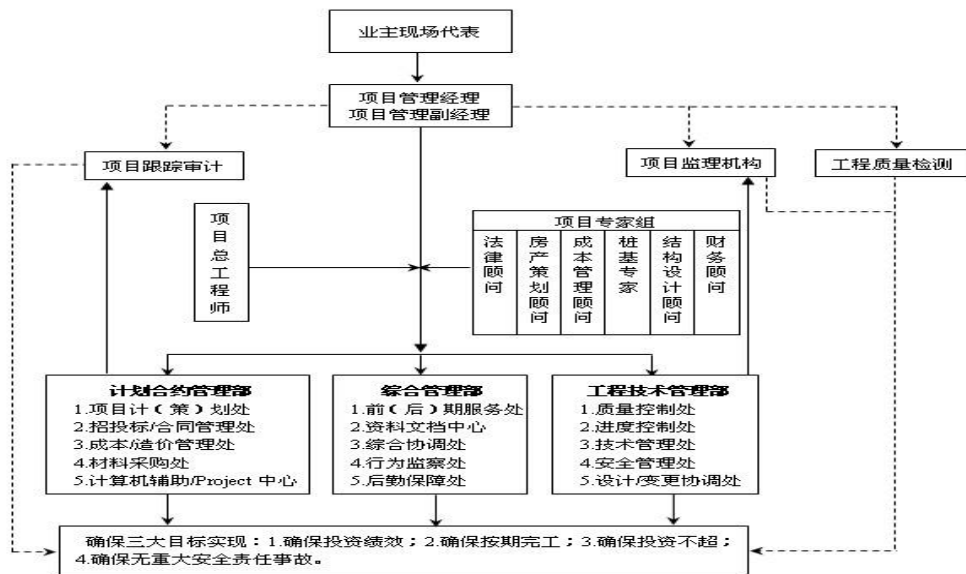 业主现场代表
项目管理经理
项目管理副经理
项目跟踪审计
项目监理机构
工程质量检测
项目总工程师
项目专家组
法律顾问
房产策划顾问
成本管理顾问
桩基专家
结构设计顾问
财务顾问
计划合约管理部
1.项目计（策）划处
2.招投标/合同管理处
3.成本/造价管理处
4.材料采购处
5.计算机辅助/Project 中心
综合管理部
1.前（后）期服务处
2.资料文档中心
3.综合协调处
4.行为监察处
5.后勤保障处
工程技术管理部
1.质量控制处
2.进度控制处
3.技术管理处
4.安全管理处
5.设计/变更协调处
确保三大目标实现：1.确保投资绩效；2.确保按期完工；3.确保投资不超；
4.确保无重大安全责任事故。